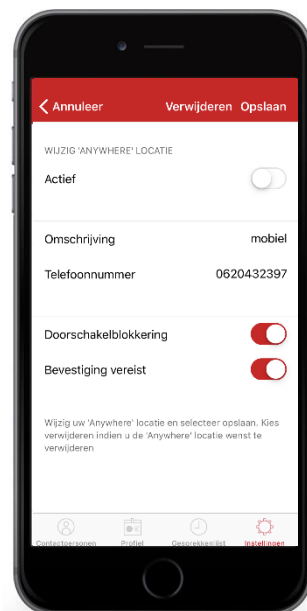 Annuleer Verwijderen Opslaan
WIJZIG 'ANYWHERE' LOCATIE
Actief
Omschrijving mobiel
Telefoonnummer 0620432397
Doorschakelblokkering
Bevestiging vereist
Wijzig uw 'Anywhere' locatie en selecteer opslaan. Kies
verwijderen indien u de 'Anywhere' locatie wenst te
verwijderen
Contactpersonen Profiel Gesprekkenlijst Instellingen